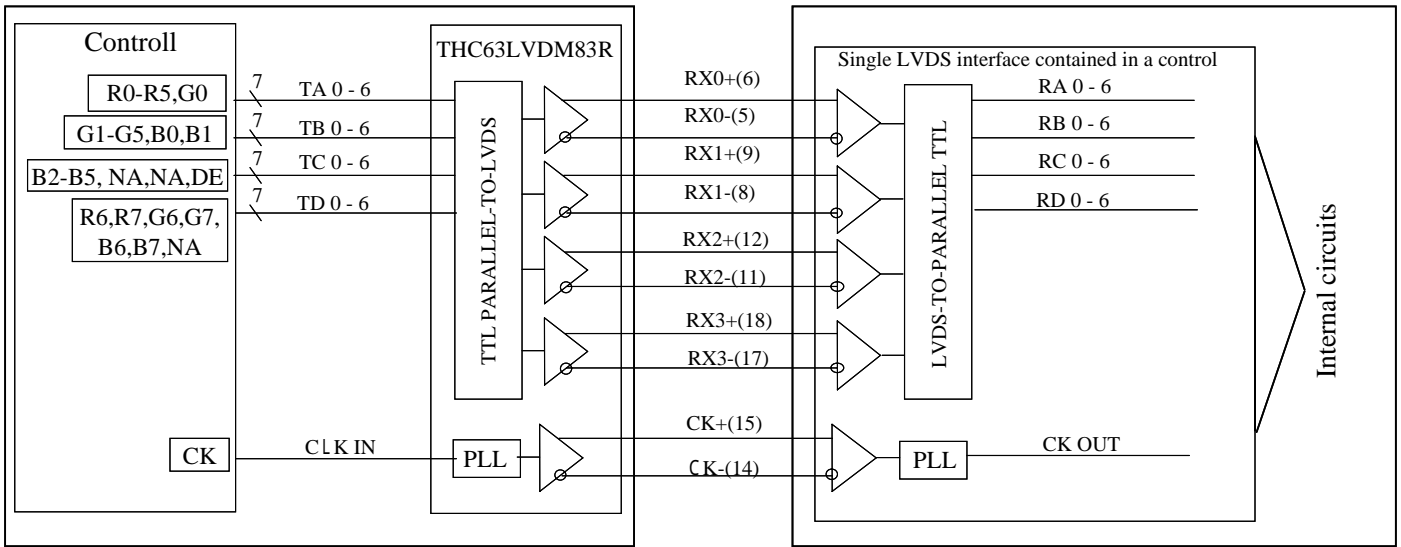 Controll
R0-R5,G0
G1-G5,B0,B1
B2-B5, NA,NA,DE
R6,R7,G6,G7,
B6,B7,NA
CK
7
TA 0 - 6
7
TB 0 - 6
7
TC 0 - 6
7
TD 0 - 6
CLK IN
THC63LVDM83R
TTL PARALLEL-TO-LVDS
PLL
RX0+(6)
RX0-(5)
RX1+(9)
RX1-(8)
RX2+(12)
RX2-(11)
RX3+(18)
RX3-(17)
CK+(15)
CK-(14)
Single LVDS interface contained in a control
LVDS-TO-PARALLEL TTL
PLL
RA 0 - 6
RB 0 - 6
RC 0 - 6
RD 0 - 6
CK OUT
Internal circuits